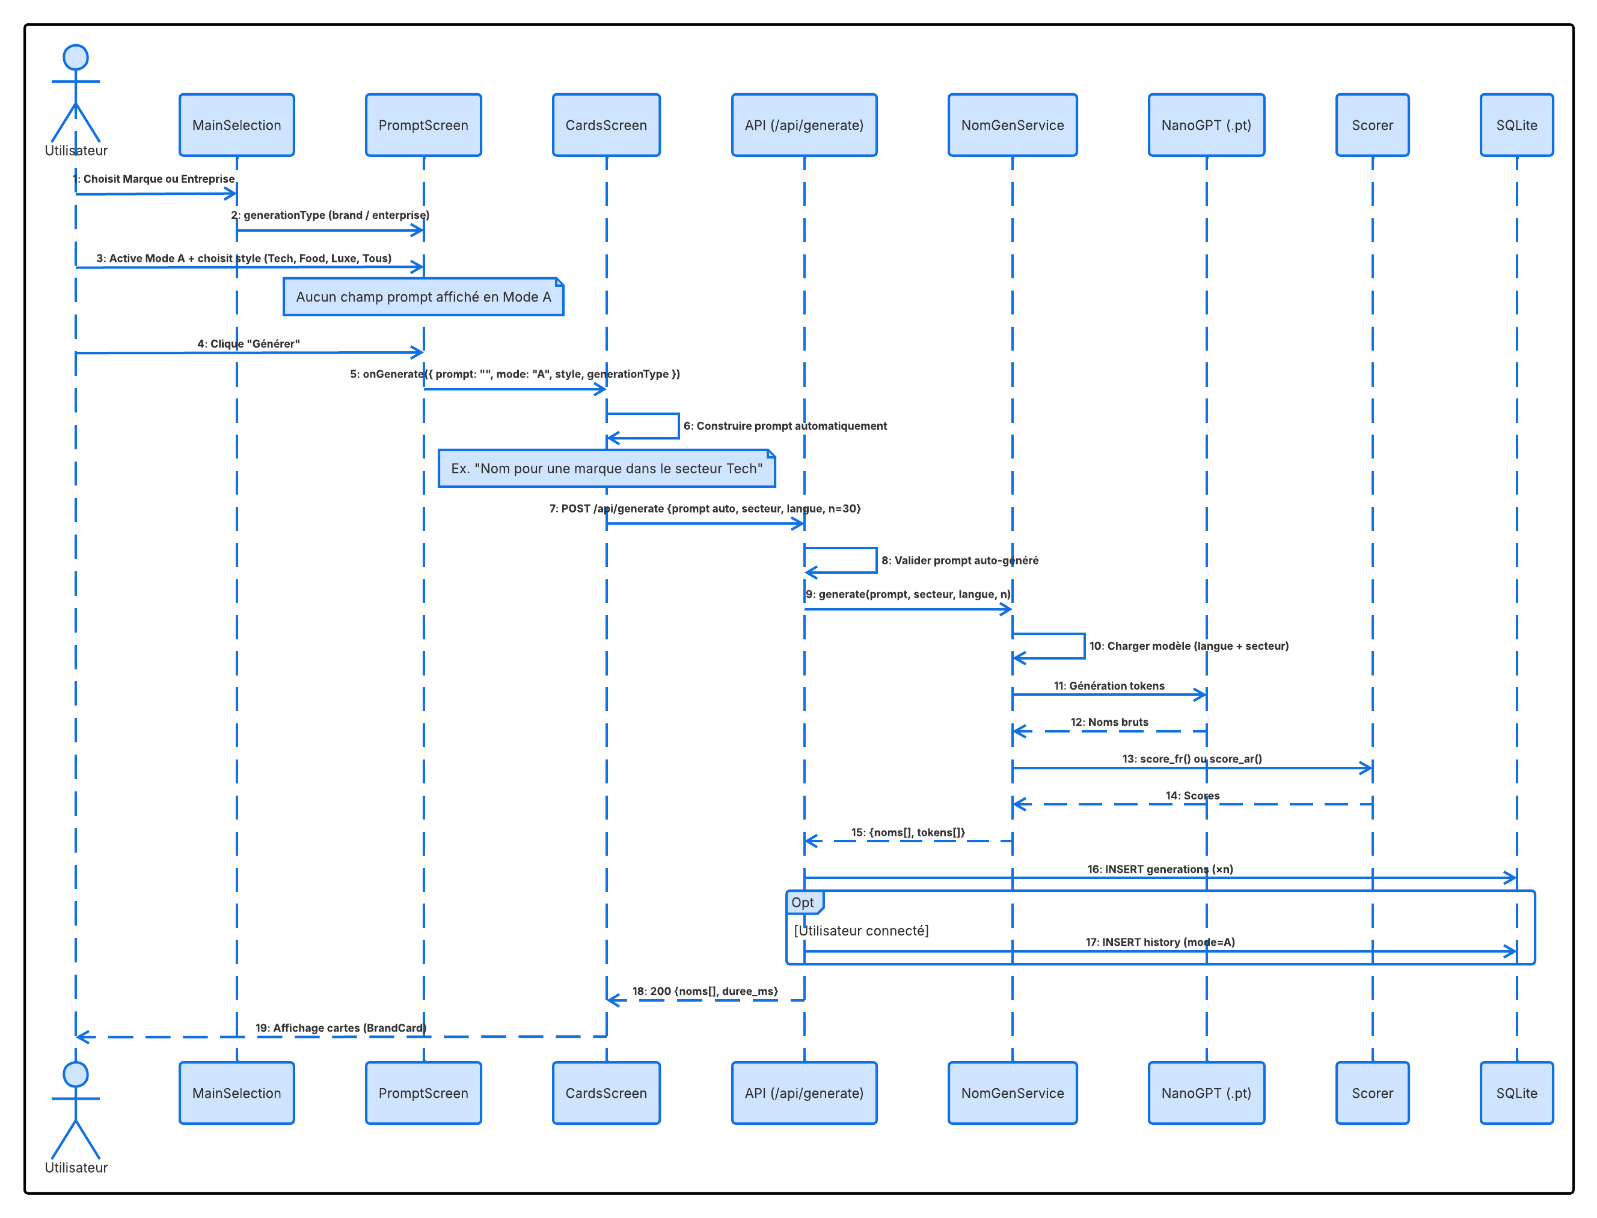 Utilisateur
MainSelection
PromptScreen
CardsScreen
API (/api/generate)
NomGenService
NanoGPT (.pt)
Scorer
SQLite
1: Choisit Marque ou Entreprise
2: generationType (brand / enterprise)
3: Active Mode A + choisit style (Tech, Food, Luxe, Tous)
Aucun champ prompt affiché en Mode A
4: Clique "Générer"
5: onGenerate({ prompt: "", mode: "A", style, generationType })
6: Construire prompt automatiquement
Ex. "Nom pour une marque dans le secteur Tech"
7: POST /api/generate {prompt auto, secteur, langue, n=30}
8: Valider prompt auto-généré
9: generate(prompt, secteur, langue, n)
10: Charger modèle (langue + secteur)
11: Génération tokens
12: Noms bruts
13: score_fr() ou score_ar()
14: Scores
15: {noms[], tokens[]}
16: INSERT generations (×n)
Opt
[Utilisateur connecté]
17: INSERT history (mode=A)
18: 200 {noms[], duree_ms}
19: Affichage cartes (BrandCard)
MainSelection
PromptScreen
CardsScreen
API (/api/generate)
NomGenService
NanoGPT (.pt)
Scorer
SQLite
Utilisateur